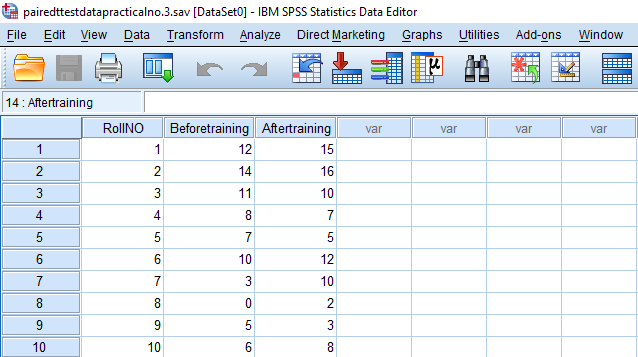 pairedttestdatapracticalno.3.sav [DataSet0] - IBM SPSS Statistics Data Editor
File Edit View Data Transform Analyze Direct Marketing Graphs Utilities Add-ons Window
14 : Aftertraining
RollNO Beforetraining Aftertraining var var var var
1 1 12 15
2 2 14 16
3 3 11 10
4 4 8 7
5 5 7 5
6 6 10 12
7 7 3 10
8 8 0 2
9 9 5 3
10 10 6 8